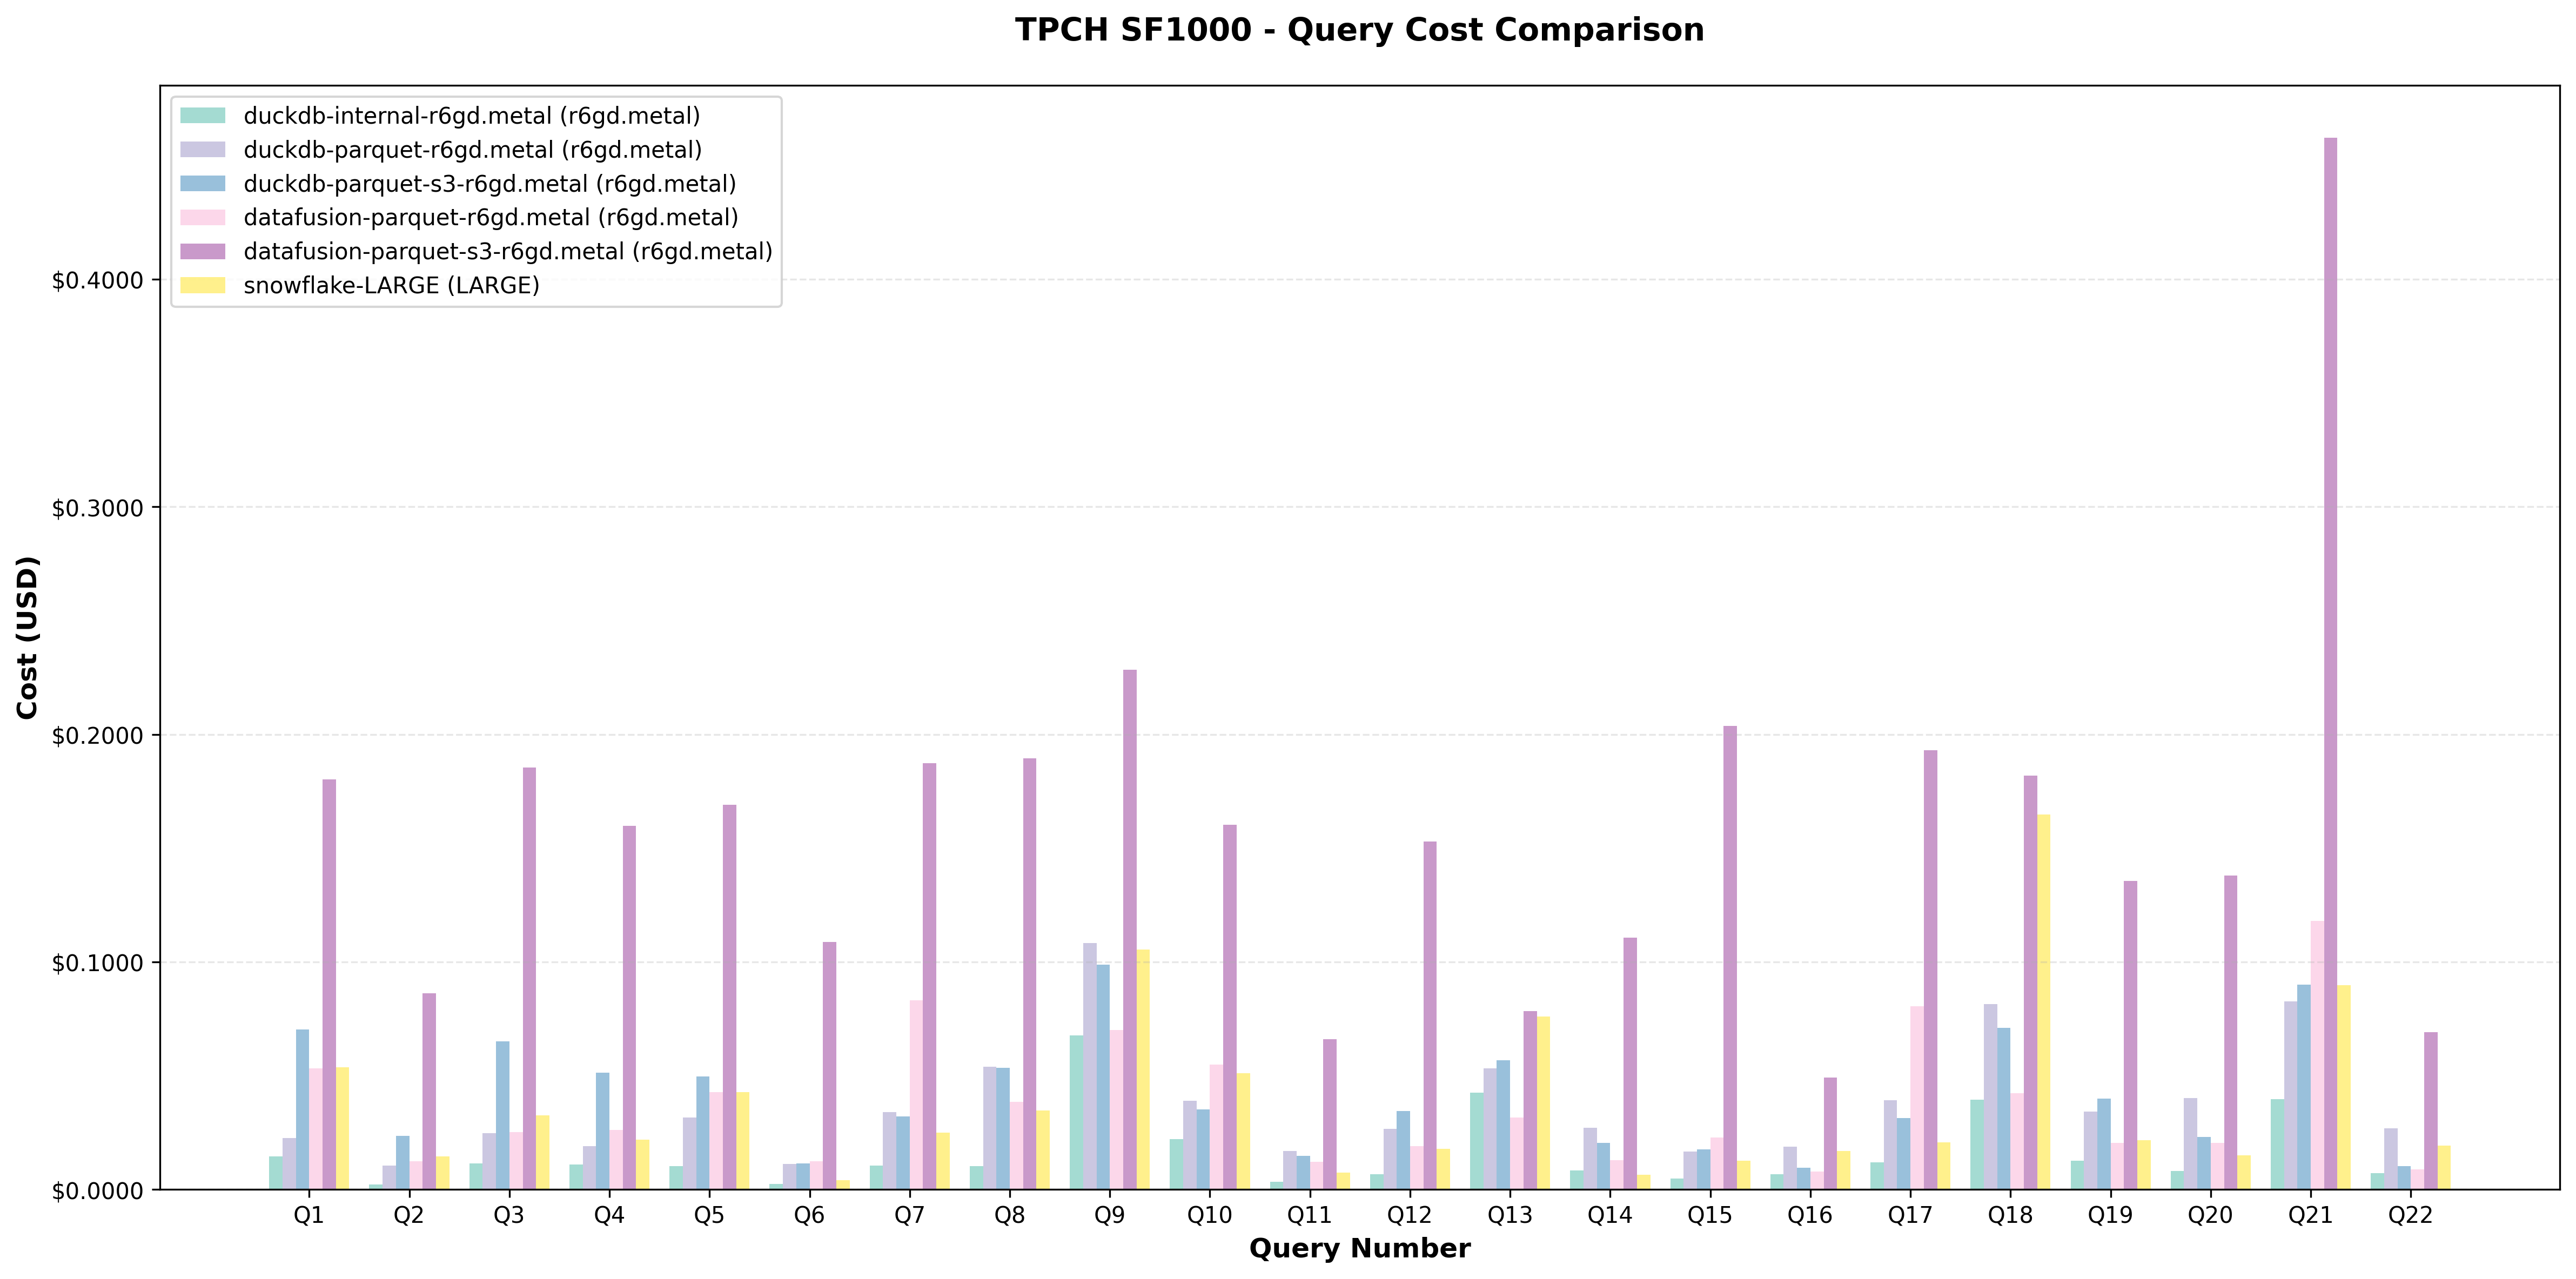 TPCH SF1000 - Query Cost Comparison
duckdb-internal-r6gd.metal (r6gd.metal)
duckdb-parquet-r6gd.metal (r6gd.metal)
duckdb-parquet-s3-r6gd.metal (r6gd.metal)
datafusion-parquet-r6gd.metal (r6gd.metal)
datafusion-parquet-s3-r6gd.metal (r6gd.metal)
snowflake-LARGE (LARGE)
Cost (USD)
$0.4000
$0.3000
$0.2000
$0.1000
$0.0000
Q1 Q2 Q3 Q4 Q5 Q6 Q7 Q8 Q9 Q10 Q11 Q12 Q13 Q14 Q15 Q16 Q17 Q18 Q19 Q20 Q21 Q22
Query Number